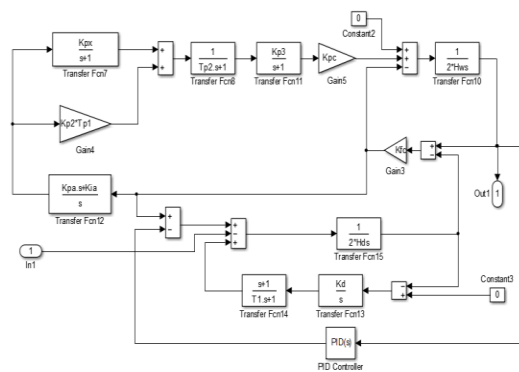 0
Constant2
Kpx
s+1
Transfer Fcn7
+
+
1
Tp2.s+1
Transfer Fcn8
Kp3
s+1
Transfer Fcn11
Kpc
Gain5
+
+
−
1
2*Hws
Transfer Fcn10
Kp2*Tp1
Gain4
Kfc
Gain3
+
−
1
Out1
Kpa.s+Kia
s
Transfer Fcn12
+
−
+
−
+
1
2*Hds
Transfer Fcn15
1
In1
s+1
T1.s+1
Transfer Fcn14
Kd
s
Transfer Fcn13
−
+
Constant3
0
PID(s)
PID Controller